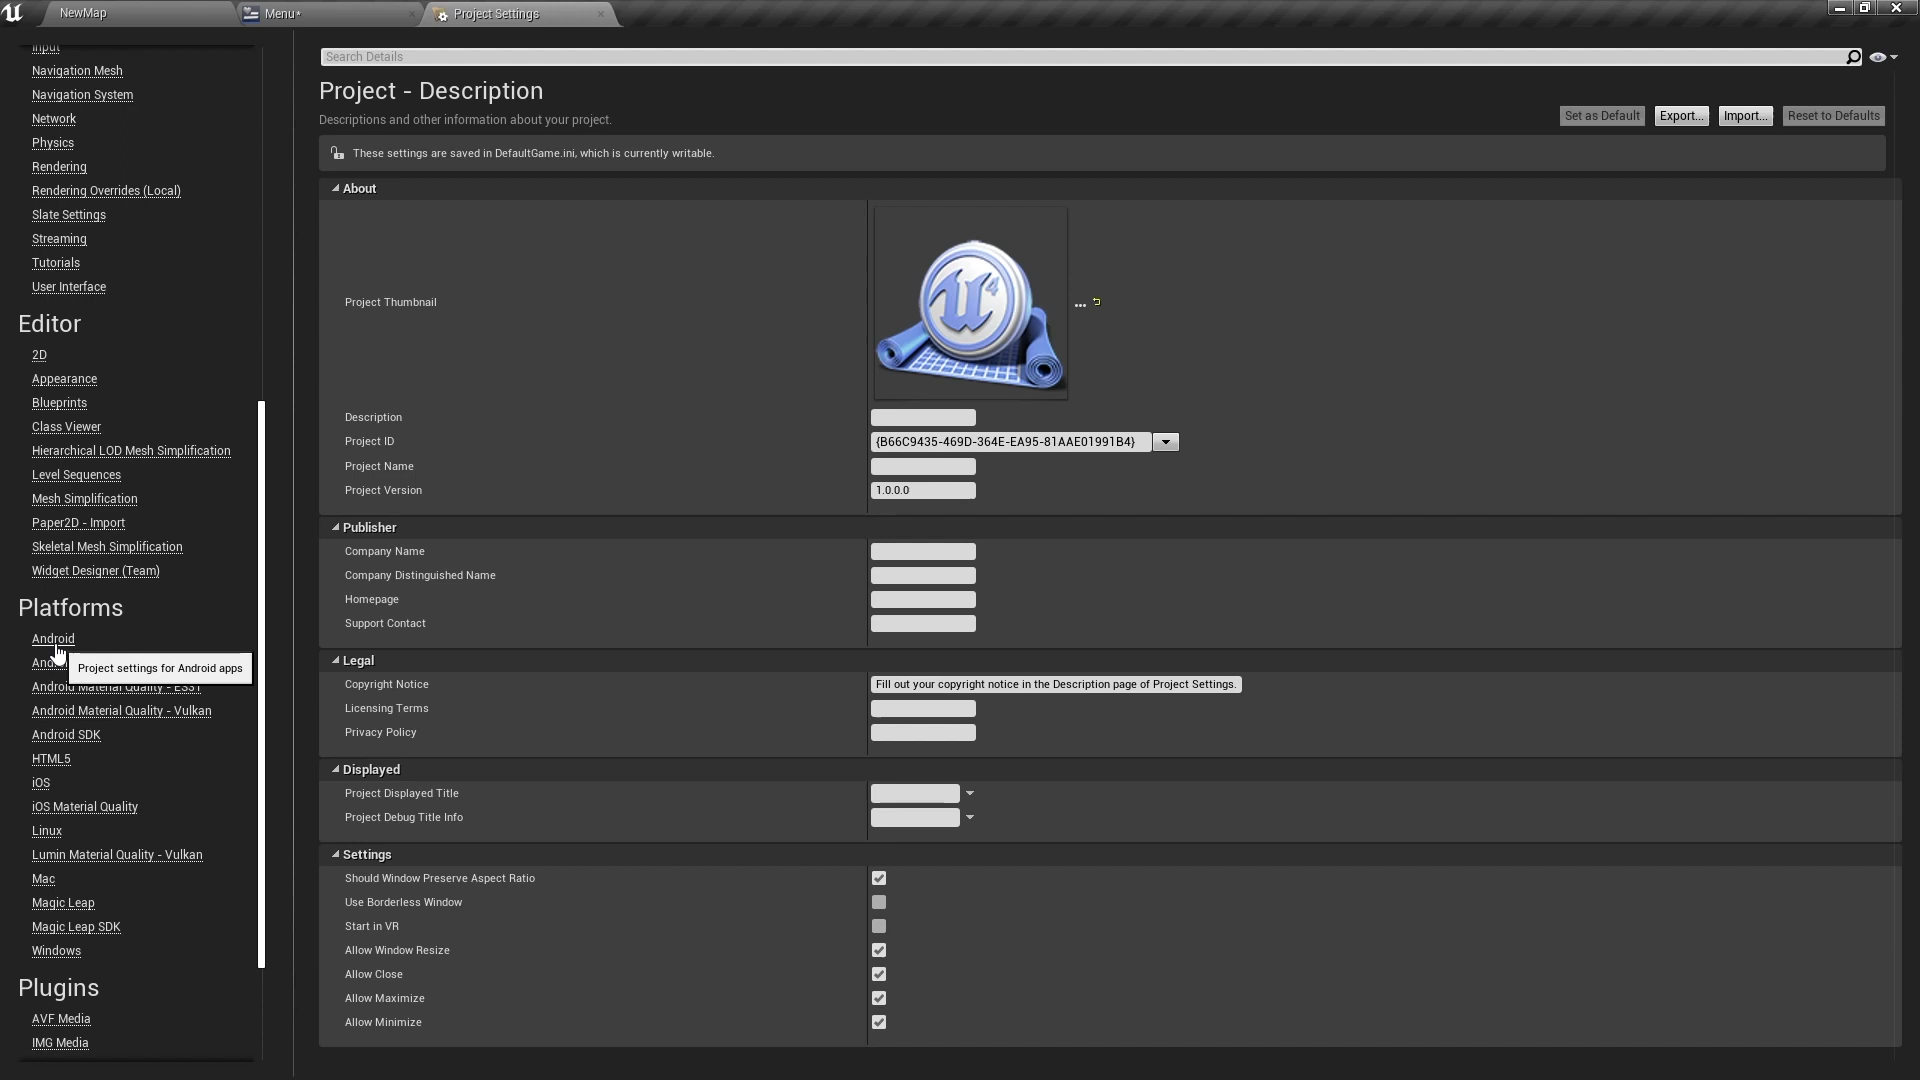 NewMap
Menu*
Project Settings
Input
Navigation Mesh
Navigation System
Network
Physics
Rendering
Rendering Overrides (Local)
Slate Settings
Streaming
Tutorials
User Interface
Editor
2D
Appearance
Blueprints
Class Viewer
Hierarchical LOD Mesh Simplification
Level Sequences
Mesh Simplification
Paper2D - Import
Skeletal Mesh Simplification
Widget Designer (Team)
Platforms
Android
Project settings for Android apps
Android Material Quality - ES31
Android Material Quality - Vulkan
Android SDK
HTML5
iOS
iOS Material Quality
Linux
Lumin Material Quality - Vulkan
Mac
Magic Leap
Magic Leap SDK
Windows
Plugins
AVF Media
IMG Media
Search Details
Project - Description
Descriptions and other information about your project.
Set as Default
Export...
Import...
Reset to Defaults
These settings are saved in DefaultGame.ini, which is currently writable.
About
Project Thumbnail
Description
Project ID {B66C9435-469D-364E-EA95-81AAE01991B4}
Project Name
Project Version 1.0.0.0
Publisher
Company Name
Company Distinguished Name
Homepage
Support Contact
Legal
Copyright Notice Fill out your copyright notice in the Description page of Project Settings.
Licensing Terms
Privacy Policy
Displayed
Project Displayed Title
Project Debug Title Info
Settings
Should Window Preserve Aspect Ratio
Use Borderless Window
Start in VR
Allow Window Resize
Allow Close
Allow Maximize
Allow Minimize